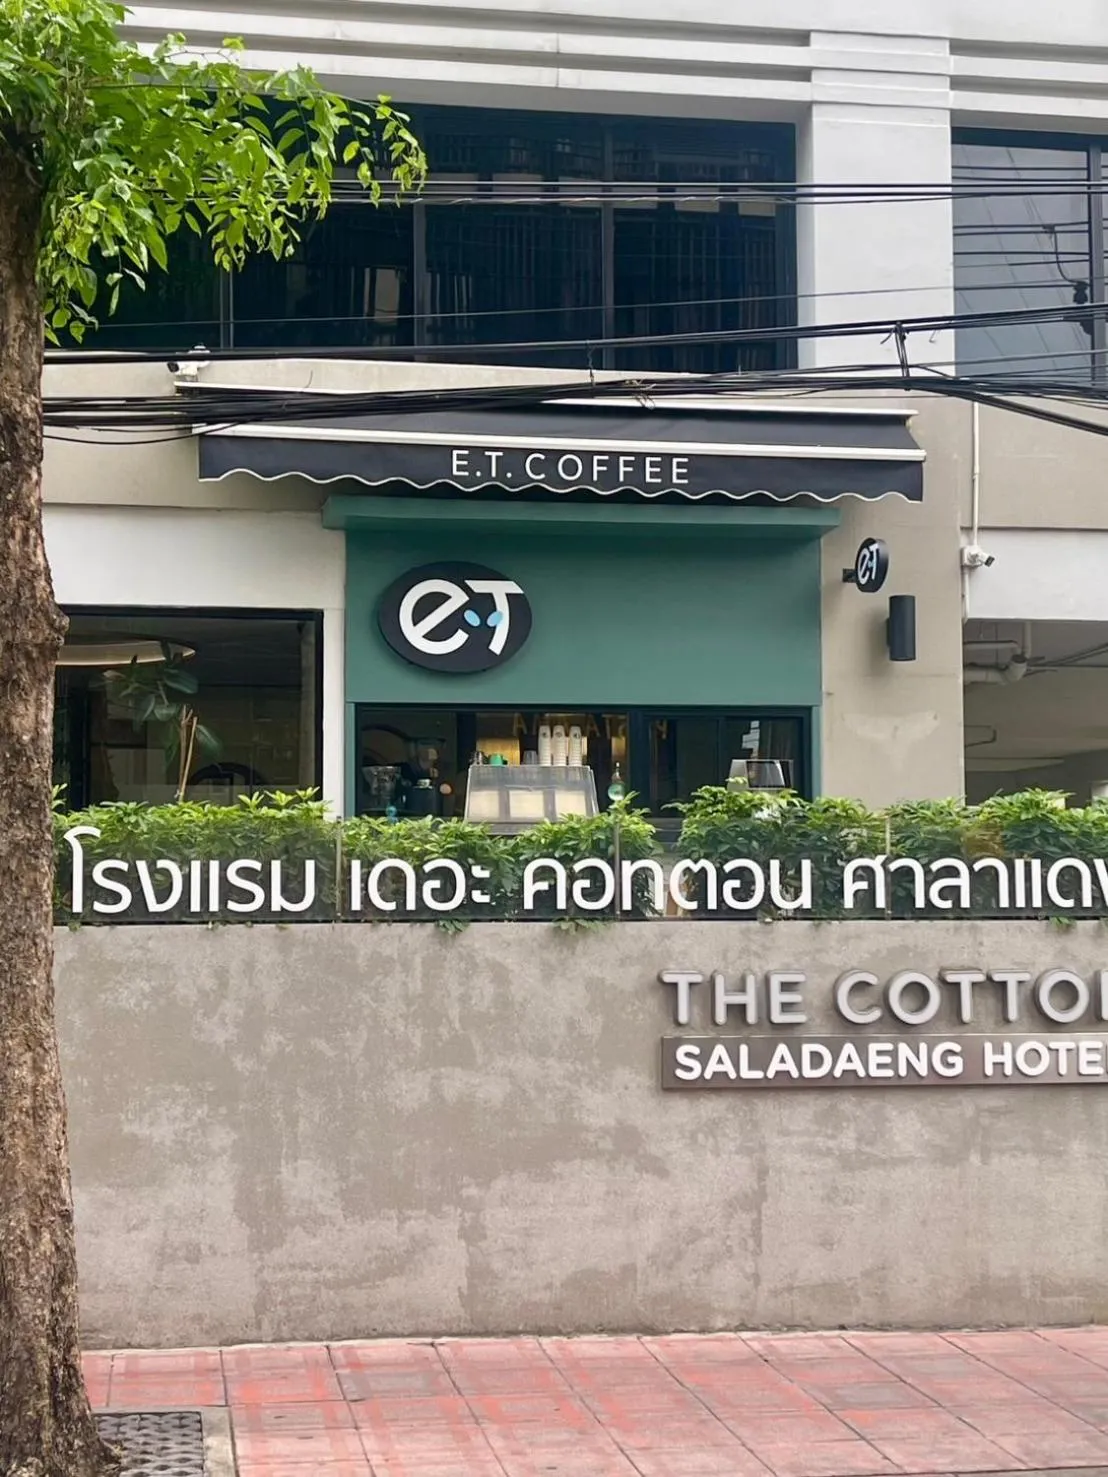 E.T. COFFEE
e.T
eT
โรงแรม เดอะ คอทตอน ศาลาแดง
THE COTTO
SALADAENG HOTE